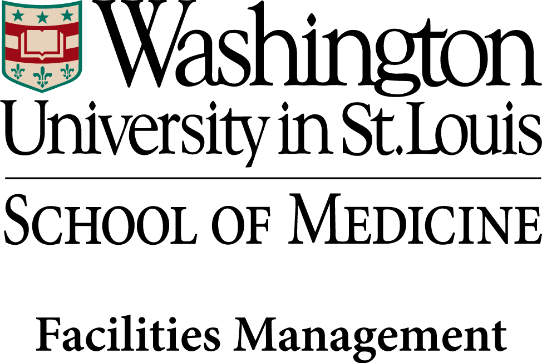 Washington
University in St. Louis
SCHOOL OF MEDICINE
Facilities Management